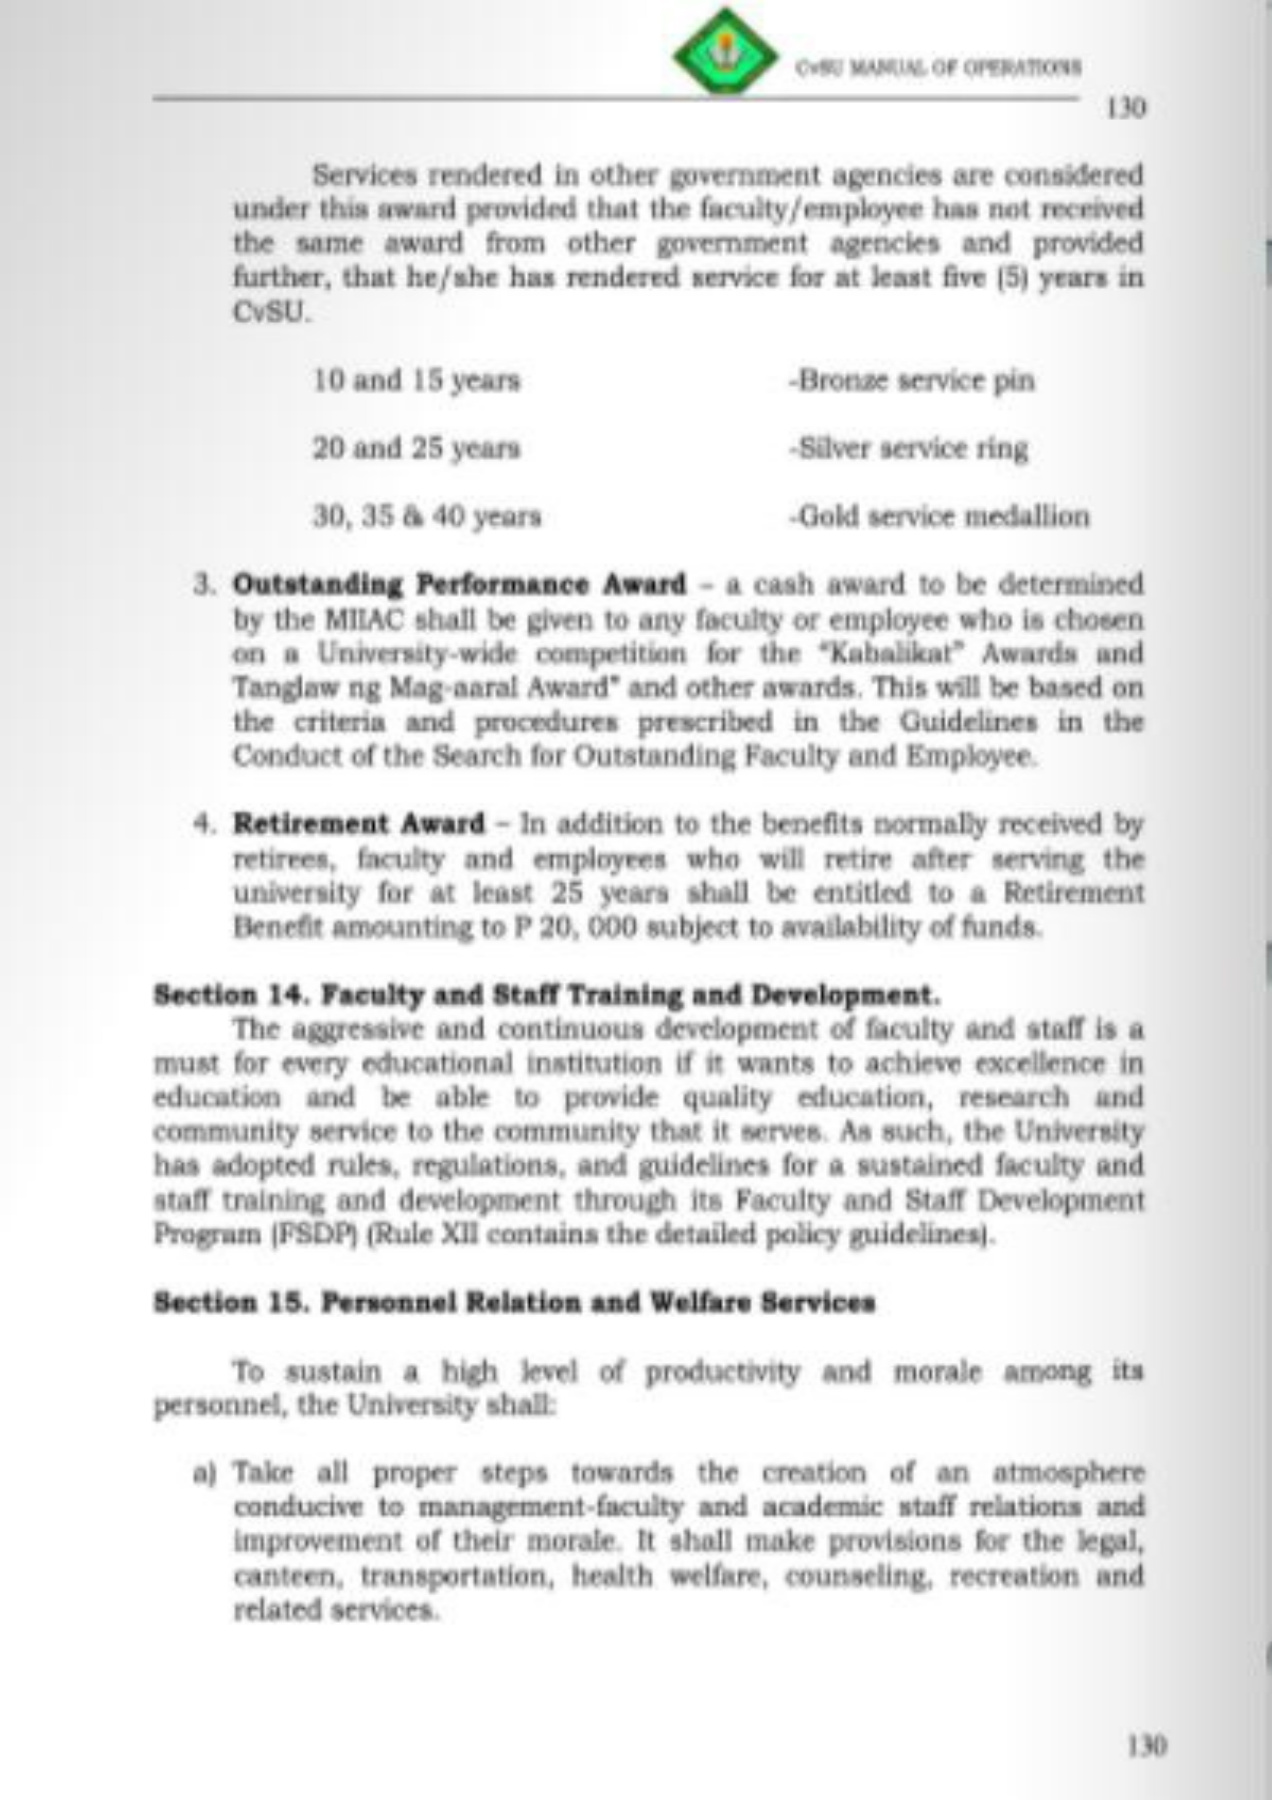 CvSU MANUAL OF OPERATIONS
130
Services rendered in other government agencies are considered
under this award provided that the faculty/employee has not received
the same award from other government agencies and provided
further, that he/she has rendered service for at least five (5) years in
CvSU.
10 and 15 years -Bronze service pin
20 and 25 years -Silver service ring
30, 35 & 40 years -Gold service medallion
3. Outstanding Performance Award – a cash award to be determined
by the MIIAC shall be given to any faculty or employee who is chosen
on a University-wide competition for the “Kabalikat” Awards and
Tanglaw ng Mag-aaral Award” and other awards. This will be based on
the criteria and procedures prescribed in the Guidelines in the
Conduct of the Search for Outstanding Faculty and Employee.
4. Retirement Award – In addition to the benefits normally received by
retirees, faculty and employees who will retire after serving the
university for at least 25 years shall be entitled to a Retirement
Benefit amounting to P 20, 000 subject to availability of funds.
Section 14. Faculty and Staff Training and Development.
The aggressive and continuous development of faculty and staff is a
must for every educational institution if it wants to achieve excellence in
education and be able to provide quality education, research and
community service to the community that it serves. As such, the University
has adopted rules, regulations, and guidelines for a sustained faculty and
staff training and development through its Faculty and Staff Development
Program (FSDP) (Rule XII contains the detailed policy guidelines).
Section 15. Personnel Relation and Welfare Services
To sustain a high level of productivity and morale among its
personnel, the University shall:
a) Take all proper steps towards the creation of an atmosphere
conducive to management-faculty and academic staff relations and
improvement of their morale. It shall make provisions for the legal,
canteen, transportation, health welfare, counseling, recreation and
related services.
130